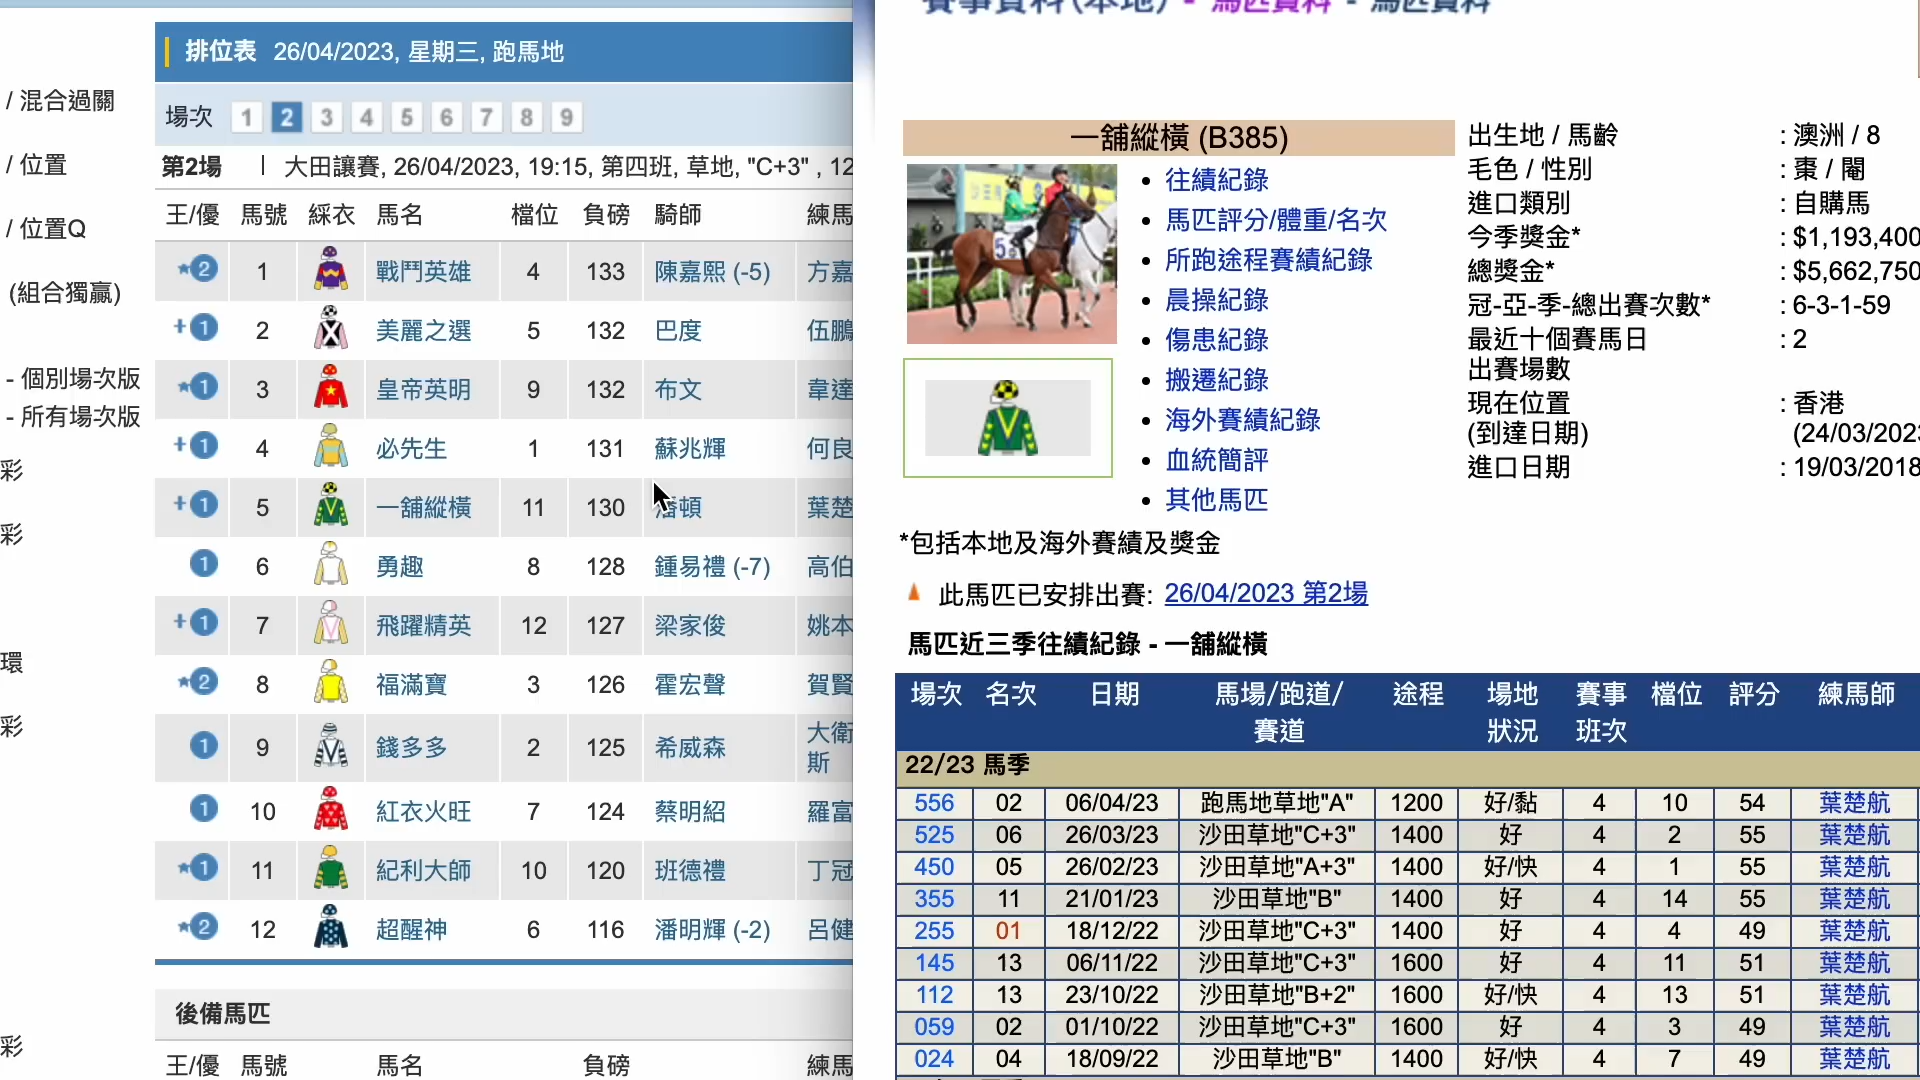 / 混合過關
/ 位置
/ 位置Q
(組合獨贏)
- 個別場次版
- 所有場次版
彩
彩
環
彩
彩
排位表 26/04/2023, 星期三, 跑馬地
場次 1 2 3 4 5 6 7 8 9
第2場 | 大田讓賽, 26/04/2023, 19:15, 第四班, 草地, "C+3" , 12
王/優 馬號 綵衣 馬名 檔位 負磅 騎師 練馬
★2 1 戰鬥英雄 4 133 陳嘉熙 (-5) 方嘉
+1 2 美麗之選 5 132 巴度 伍鵬
★1 3 皇帝英明 9 132 布文 韋達
+1 4 必先生 1 131 蘇兆輝 何良
+1 5 一舖縱橫 11 130 潘頓 葉楚
1 6 勇趣 8 128 鍾易禮 (-7) 高伯
+1 7 飛躍精英 12 127 梁家俊 姚本
★2 8 福滿寶 3 126 霍宏聲 賀賢
1 9 錢多多 2 125 希威森 大衛
斯
1 10 紅衣火旺 7 124 蔡明紹 羅富
★1 11 紀利大師 10 120 班德禮 丁冠
★2 12 超醒神 6 116 潘明輝 (-2) 呂健
後備馬匹
王/優 馬號 馬名 負磅 練馬
賽事資料(本地) - 馬匹資料 - 馬匹資料
一舖縱橫 (B385)
往績紀錄
馬匹評分/體重/名次
所跑途程賽績紀錄
晨操紀錄
傷患紀錄
搬遷紀錄
海外賽績紀錄
血統簡評
其他馬匹
出生地 / 馬齡 : 澳洲 / 8
毛色 / 性別 : 棗 / 閹
進口類別 : 自購馬
今季獎金* : $1,193,400
總獎金* : $5,662,750
冠-亞-季-總出賽次數* : 6-3-1-59
最近十個賽馬日 : 2
出賽場數
現在位置 : 香港
(到達日期) (24/03/202
進口日期 : 19/03/2018
*包括本地及海外賽績及獎金
此馬匹已安排出賽: 26/04/2023 第2場
馬匹近三季往績紀錄 - 一舖縱橫
場次 名次 日期 馬場/跑道/ 途程 場地 賽事 檔位 評分 練馬師
賽道 狀況 班次
22/23 馬季
556 02 06/04/23 跑馬地草地"A" 1200 好/黏 4 10 54 葉楚航
525 06 26/03/23 沙田草地"C+3" 1400 好 4 2 55 葉楚航
450 05 26/02/23 沙田草地"A+3" 1400 好/快 4 1 55 葉楚航
355 11 21/01/23 沙田草地"B" 1400 好 4 14 55 葉楚航
255 01 18/12/22 沙田草地"C+3" 1400 好 4 4 49 葉楚航
145 13 06/11/22 沙田草地"C+3" 1600 好 4 11 51 葉楚航
112 13 23/10/22 沙田草地"B+2" 1600 好/快 4 13 51 葉楚航
059 02 01/10/22 沙田草地"C+3" 1600 好 4 3 49 葉楚航
024 04 18/09/22 沙田草地"B" 1400 好/快 4 7 49 葉楚航